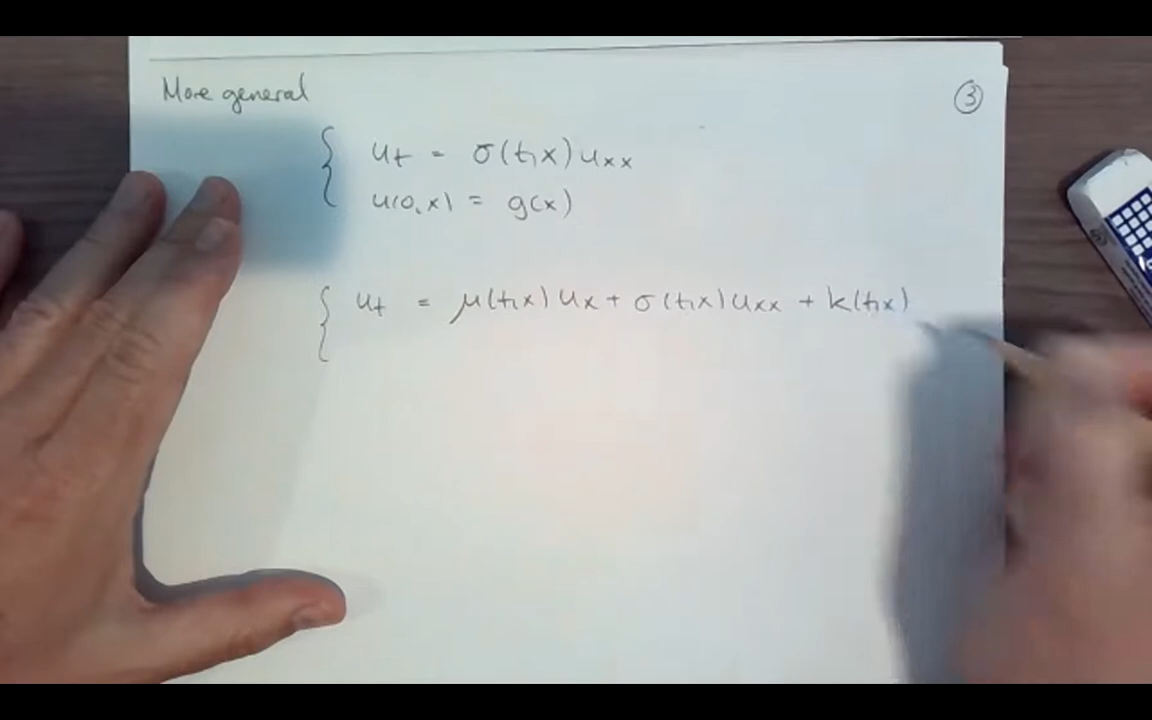 More general
③
{ u_t = σ(t,x) u_xx
u(0,x) = g(x)
{ u_t = μ(t,x) u_x + σ(t,x) u_xx + k(t,x)